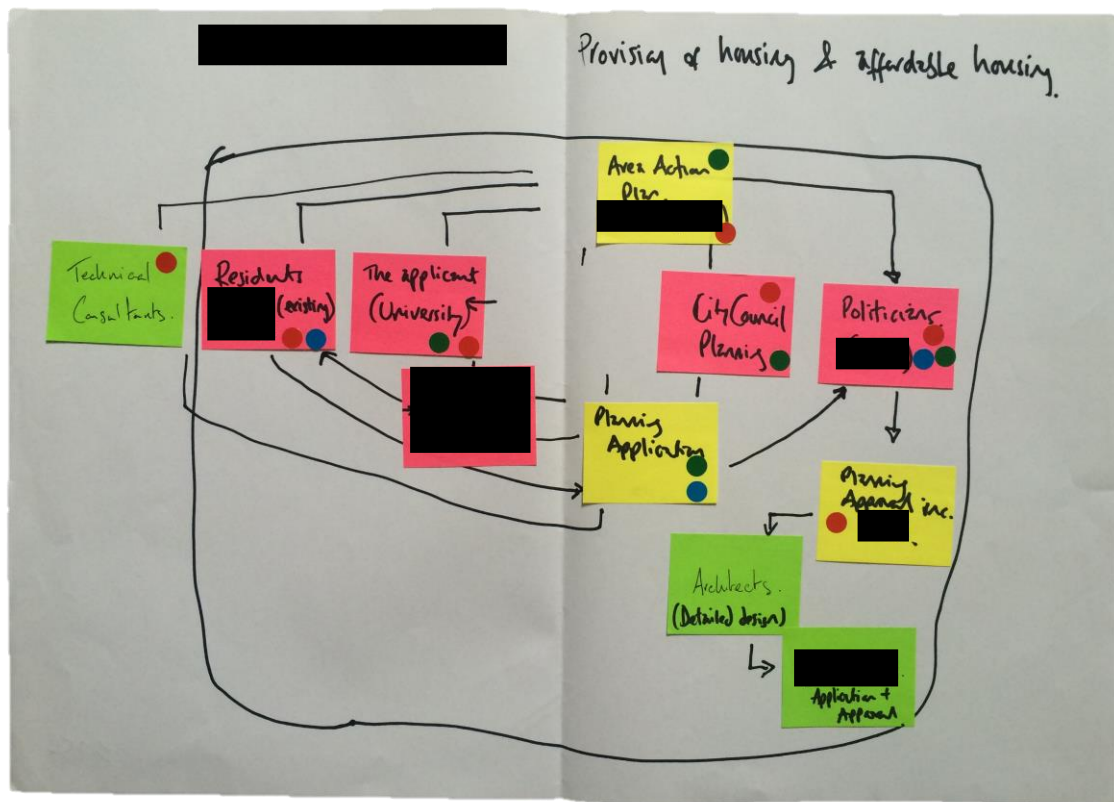 Provision of housing & affordable housing.
Area Action
Plan
Technical
Consultants.
Residents
(existing)
The applicant
(University)
City Council
Planning
Politicians
Planning
Application
Planning
Approval inc.
Architects.
(Detailed design)
Application +
Approval